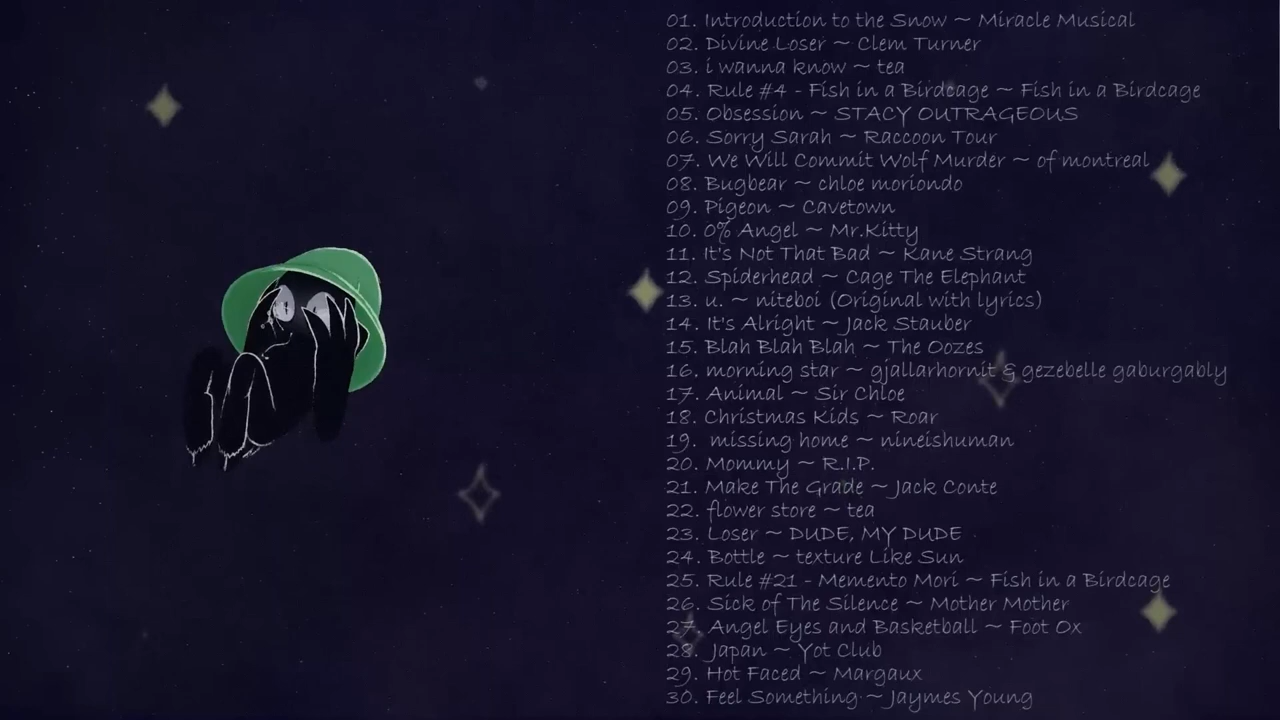 01. Introduction to the Snow ~ Miracle Musical
02. Divine Loser ~ Clem Turner
03. i wanna know ~ tea
04. Rule #4 - Fish in a Birdcage ~ Fish in a Birdcage
05. Obsession ~ STACY OUTRAGEOUS
06. Sorry Sarah ~ Raccoon Tour
07. We Will Commit Wolf Murder ~ of montreal
08. Bugbear ~ chloe moriondo
09. Pigeon ~ Cavetown
10. 0% Angel ~ Mr.Kitty
11. It's Not That Bad ~ Kane Strang
12. Spiderhead ~ Cage The Elephant
13. u. ~ niteboi (Original with lyrics)
14. It's Alright ~ Jack Stauber
15. Blah Blah Blah ~ The Oozes
16. morning star ~ gjallarhornit & gezebelle gaburgably
17. Animal ~ Sir Chloe
18. Christmas Kids ~ Roar
19. missing home ~ nineishuman
20. Mommy ~ R.I.P.
21. Make The Grade ~ Jack Conte
22. flower store ~ tea
23. Loser ~ DUDE, MY DUDE
24. Bottle ~ texture Like Sun
25. Rule #21 - Memento Mori ~ Fish in a Birdcage
26. Sick of The Silence ~ Mother Mother
27. Angel Eyes and Basketball ~ Foot Ox
28. Japan ~ Yot Club
29. Hot Faced ~ Margaux
30. Feel Something ~ Jaymes Young